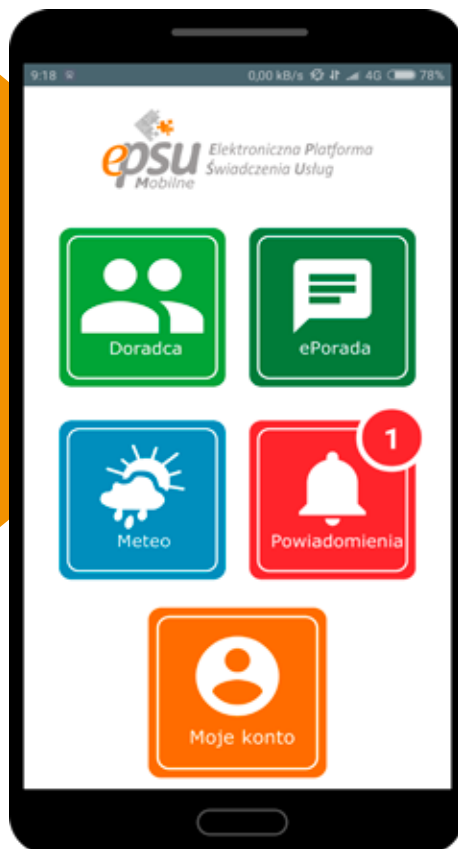 9:18 0,00 kB/s 4G 78%
epsu Elektroniczna Platforma
Mobilne Świadczenia Usług
Doradca ePorada
1
Meteo Powiadomienia
Moje konto